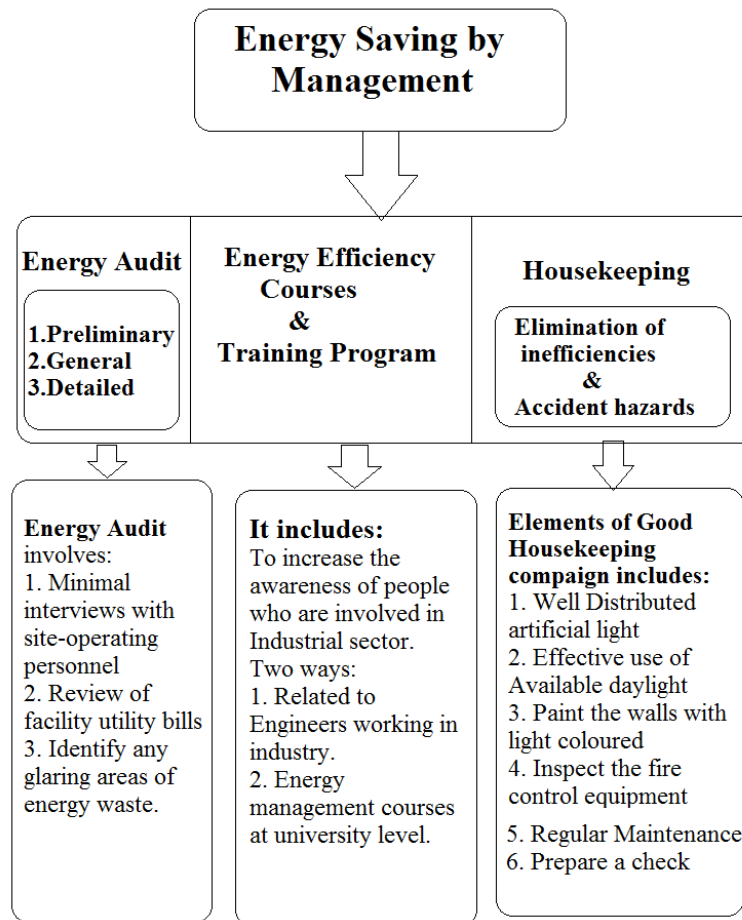 Energy Saving by
Management
Energy Audit
1.Preliminary
2.General
3.Detailed
Energy Efficiency
Courses
&
Training Program
Housekeeping
Elimination of
inefficiencies
&
Accident hazards
Energy Audit
involves:
1. Minimal
interviews with
site-operating
personnel
2. Review of
facility utility bills
3. Identify any
glaring areas of
energy waste.
It includes:
To increase the
awareness of people
who are involved in
Industrial sector.
Two ways:
1. Related to
Engineers working in
industry.
2. Energy
management courses
at university level.
Elements of Good
Housekeeping
compaign includes:
1. Well Distributed
artificial light
2. Effective use of
Available daylight
3. Paint the walls with
light coloured
4. Inspect the fire
control equipment
5. Regular Maintenance
6. Prepare a check